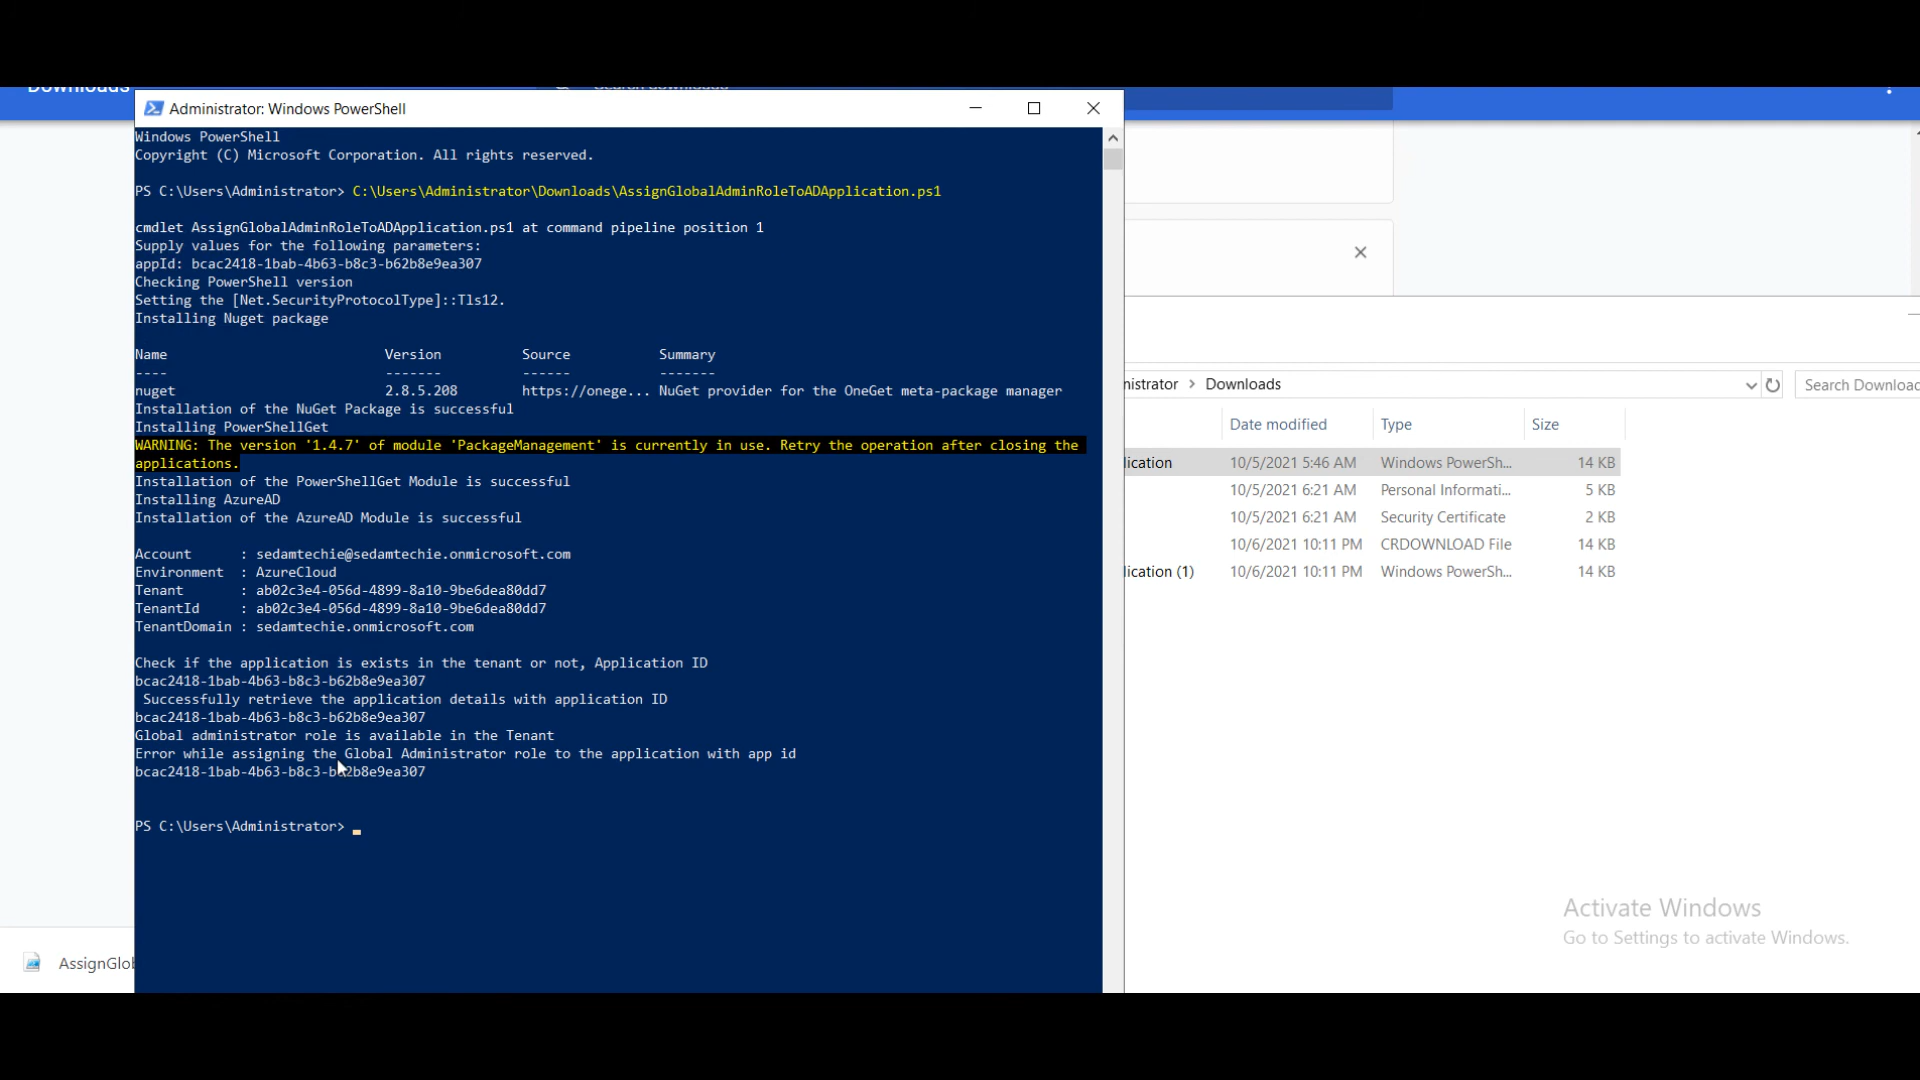 Downloads
Administrator: Windows PowerShell
Windows PowerShell
Copyright (C) Microsoft Corporation. All rights reserved.
PS C:\Users\Administrator> C:\Users\Administrator\Downloads\AssignGlobalAdminRoleToADApplication.ps1
cmdlet AssignGlobalAdminRoleToADApplication.ps1 at command pipeline position 1
Supply values for the following parameters:
appId: bcac2418-1bab-4b63-b8c3-b62b8e9ea307
Checking PowerShell version
Setting the [Net.SecurityProtocolType]::Tls12.
Installing Nuget package
Name Version Source Summary
---- ------- ------ -------
nuget 2.8.5.208 https://onege... NuGet provider for the OneGet meta-package manager
Installation of the NuGet Package is successful
Installing PowerShellGet
WARNING: The version '1.4.7' of module 'PackageManagement' is currently in use. Retry the operation after closing the
applications.
Installation of the PowerShellGet Module is successful
Installing AzureAD
Installation of the AzureAD Module is successful
Account : sedamtechie@sedamtechie.onmicrosoft.com
Environment : AzureCloud
Tenant : ab02c3e4-056d-4899-8a10-9be6dea80dd7
TenantId : ab02c3e4-056d-4899-8a10-9be6dea80dd7
TenantDomain : sedamtechie.onmicrosoft.com
Check if the application is exists in the tenant or not, Application ID
bcac2418-1bab-4b63-b8c3-b62b8e9ea307
Successfully retrieve the application details with application ID
bcac2418-1bab-4b63-b8c3-b62b8e9ea307
Global administrator role is available in the Tenant
Error while assigning the Global Administrator role to the application with app id
bcac2418-1bab-4b63-b8c3-b62b8e9ea307
PS C:\Users\Administrator>
nistrator > Downloads
Search Downloac
Date modified Type Size
lication 10/5/2021 5:46 AM Windows PowerSh... 14 KB
10/5/2021 6:21 AM Personal Informati... 5 KB
10/5/2021 6:21 AM Security Certificate 2 KB
10/6/2021 10:11 PM CRDOWNLOAD File 14 KB
lication (1) 10/6/2021 10:11 PM Windows PowerSh... 14 KB
Activate Windows
Go to Settings to activate Windows.
AssignGlob